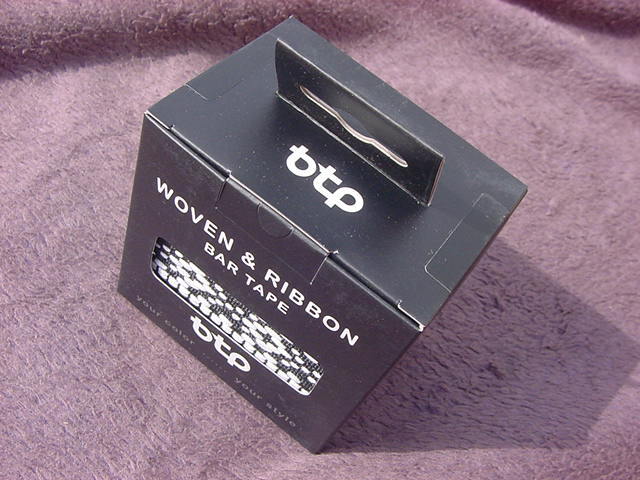 btp
WOVEN & RIBBON
BAR TAPE
btp
your color ..... your style